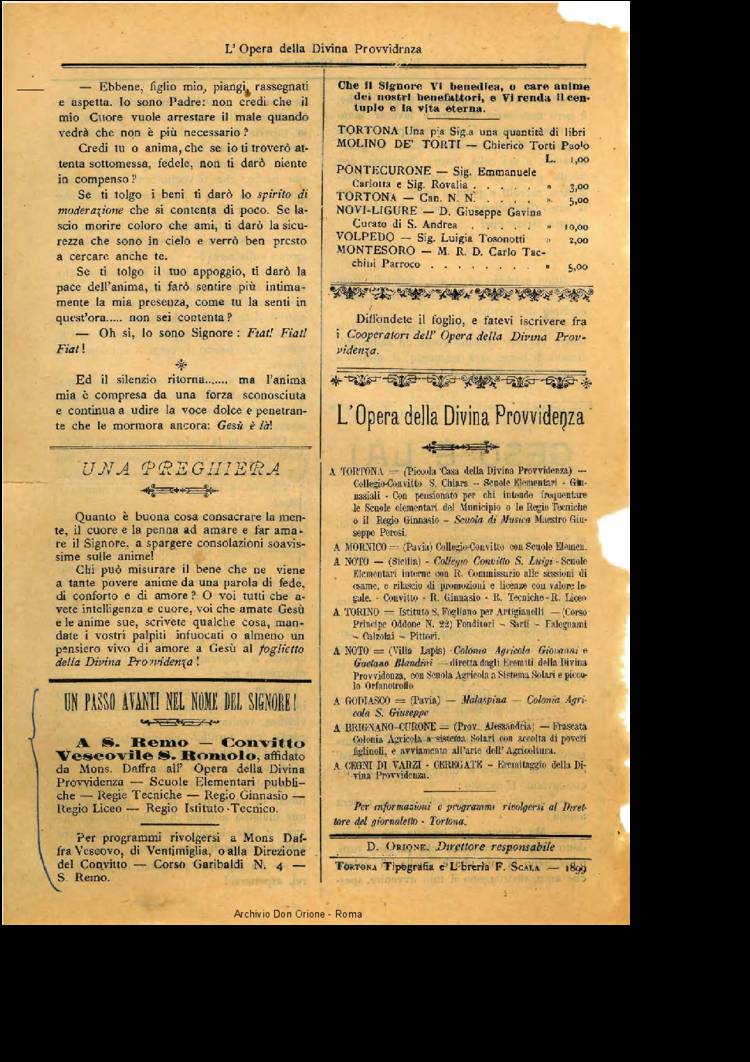 L' Opera della Divina Provvidrnza
— Ebbene, figlio mio, piangi, rassegnati
e aspetta. Io sono Padre: non credi che il
mio Cuore vuole arrestare il male quando
vedrà che non è più necessario?
Credi tu o anima, che se io ti troverò at-
tenta sottomessa, fedele, non ti darò niente
in compenso?
Se ti tolgo i beni ti darò lo spirito di
moderazione che si contenta di poco. Se la-
scio morire coloro che ami, ti darò la sicu-
rezza che sono in cielo e verrò ben presto
a cercare anche te.
Se ti tolgo il tuo appoggio, ti darò la
pace dell'anima, ti farò sentire più intima-
mente la mia presenza, come tu la senti in
quest'ora..... non sei contenta?
— Oh si, lo sono Signore: Fiat! Fiat!
Fiat!
Ed il silenzio ritorna....... ma l'anima
mia è compresa da una forza sconosciuta
e continua a udire la voce dolce e penetran-
te che le mormora ancora: Gesù è là!
UNA PREGHIERA
Quanto è buona cosa consacrare la men-
te, il cuore e la penna ad amare e far ama-
re il Signore, a spargere consolazioni soavis-
sime sulle anime!
Chi può misurare il bene che ne viene
a tante povere anime da una parola di fede,
di conforto e di amore? O voi tutti che a-
vete intelligenza e cuore, voi che amate Gesù
e le anime sue, scrivete qualche cosa, man-
date i vostri palpiti infuocati o almeno un
pensiero vivo di amore a Gesù al foglietto
della Divina Provvidenza!
UN PASSO AVANTI NEL NOME DEL SIGNORE!
A S. Remo — Convitto
Vescovile S. Romolo, affidato
da Mons. Daffra all' Opera della Divina
Provvidenza — Scuole Elementari pubbli-
che — Regie Tecniche — Regio Ginnasio —
Regio Liceo — Regio Istituto Tecnico.
Per programmi rivolgersi a Mons Daf-
fra Vescovo, di Ventimiglia, o alla Direzione
del Convitto — Corso Garibaldi N. 4 —
S. Remo.
Che il Signore Vi benedica, o care anime
dei nostri benefattori, e Vi renda il cen-
tuplo e la vita eterna.
TORTONA Una pia Sig.a una quantità di libri
MOLINO DE' TORTI — Chierico Torti Paolo
L. 1,00
PONTECURONE — Sig. Emmanuele
Carlotta e Sig. Rovalia . . . . . » 3,00
TORTONA — Can. N. N. . . . . » 5,00
NOVI-LIGURE — D. Giuseppe Gavina
Curato di S. Andrea . . . . . » 10,00
VOLPEDO — Sig. Luigia Tosonotti » 2,00
MONTESORO — M. R. D. Carlo Tac-
chini Parroco . . . . . . . . » 5,00
Diffondete il foglio, e fatevi iscrivere fra
i Cooperatori dell' Opera della Divina Prov-
videnza.
L'Opera della Divina Provvidenza
A TORTONA = (Piccola Casa della Divina Provvidenza) —
Collegio-Convitto S. Chiara. — Scuole Elementari - Gin-
nasiali - Con pensionato per chi intende frequentare
le Scuole elementari del Municipio o le Regie Tecniche
o il Regio Ginnasio — Scuola di Musica Maestro Giu-
seppe Perosi.
A MORNICO = (Pavia) Collegio-Convitto con Scuole Elemen.
A NOTO — (Sicilia) - Collegio Convitto S. Luigi - Scuole
Elementari interne con R. Commissario alle sessioni di
esame, e rilascio di promozioni e licenze con valore le-
gale. - Convitto - R. Ginnasio - R. Tecniche - R. Liceo
A TORINO = Istituto S. Fogliano per Artigianelli — (Corso
Principe Oddone N. 22) Fonditori — Sarti — Falegnami
— Calzolai — Pittori.
A NOTO = (Villa Lapis) Colonia Agricola Giovanni e
Gaetano Blandini — diretta dagli Eremiti della Divina
Provvidenza, con Scuola Agricola a Sistema Solari e picco-
lo Orfanotrofio
A GODIASCO = (Pavia) — Malaspina — Colonia Agri-
cola S. Giuseppe
A BRIGNANO-CURONE = (Prov. Alessandria) — Frascata
Colonia Agricola a sistema Solari con accolta di poveri
figliuoli, e avviamento all'arte dell' Agricoltura.
A CEGNI DI VARZI - CEREGATE - Eremitaggio della Di-
vina Provvidenza.
Per informazioni e programmi rivolgersi al Diret-
tore del giornaletto - Tortona.
D. ORIONE, Direttore responsabile
TORTONA Tipografia e Libreria F. SCALA — 1899
Archivio Don Orione - Roma